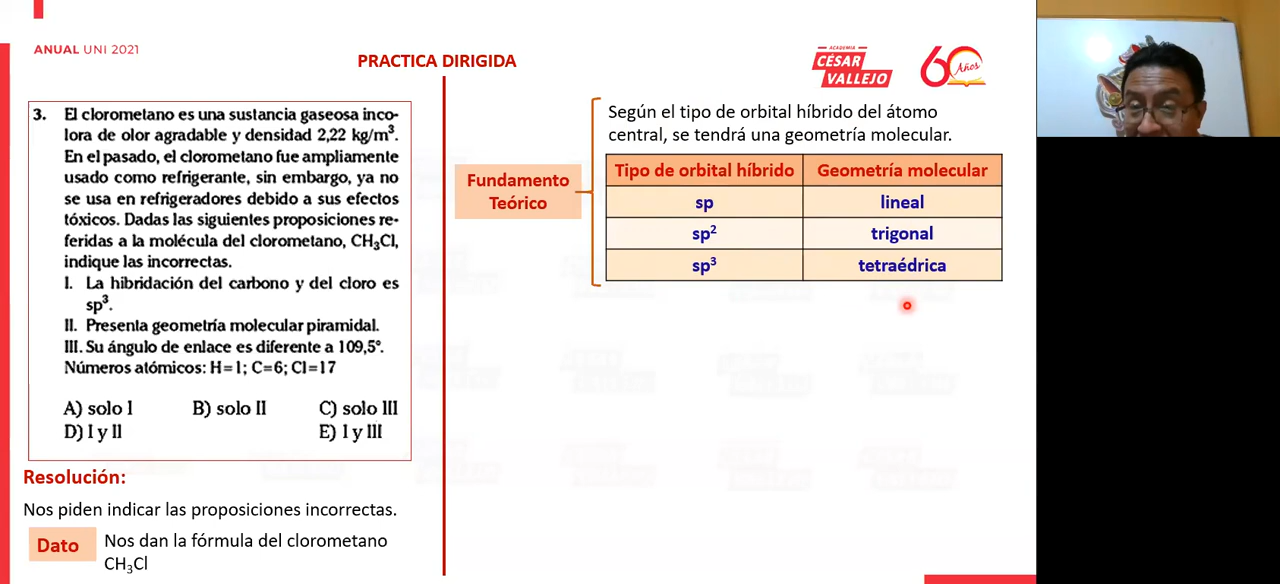 ANUAL UNI 2021
PRACTICA DIRIGIDA
ACADEMIA
CÉSAR
VALLEJO
60 Años
3. El clorometano es una sustancia gaseosa inco-
lora de olor agradable y densidad 2,22 kg/m³.
En el pasado, el clorometano fue ampliamente
usado como refrigerante, sin embargo, ya no
se usa en refrigeradores debido a sus efectos
tóxicos. Dadas las siguientes proposiciones re-
feridas a la molécula del clorometano, CH₃Cl,
indique las incorrectas.
I. La hibridación del carbono y del cloro es
sp³.
II. Presenta geometría molecular piramidal.
III. Su ángulo de enlace es diferente a 109,5°.
Números atómicos: H=1; C=6; Cl=17
A) solo I B) solo II C) solo III
D) I y II E) I y III
Resolución:
Nos piden indicar las proposiciones incorrectas.
Dato
Nos dan la fórmula del clorometano
CH₃Cl
Fundamento
Teórico
Según el tipo de orbital híbrido del átomo
central, se tendrá una geometría molecular.
Tipo de orbital híbrido Geometría molecular
sp lineal
sp² trigonal
sp³ tetraédrica